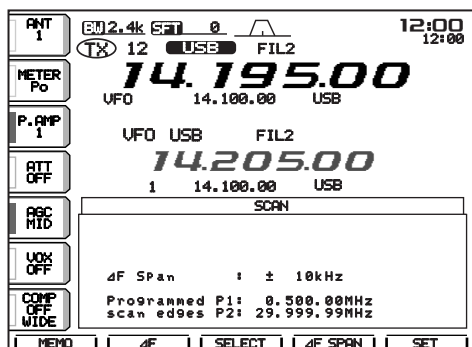 ANT
1
BW 2.4k SFT 0
12:00
TX 12 USB FIL2
12:00
METER
Po
14.195.00
VFO 14.100.00 USB
P.AMP
1
VFO USB FIL2
ATT
OFF
14.205.00
1 14.100.00 USB
AGC
MID
SCAN
VOX
OFF
⊿F SPan : ± 10kHz
COMP
OFF
WIDE
Programmed P1: 0.500.00MHz
scan edges P2: 29.999.99MHz
MEMO ⊿F SELECT ⊿F SPAN SET